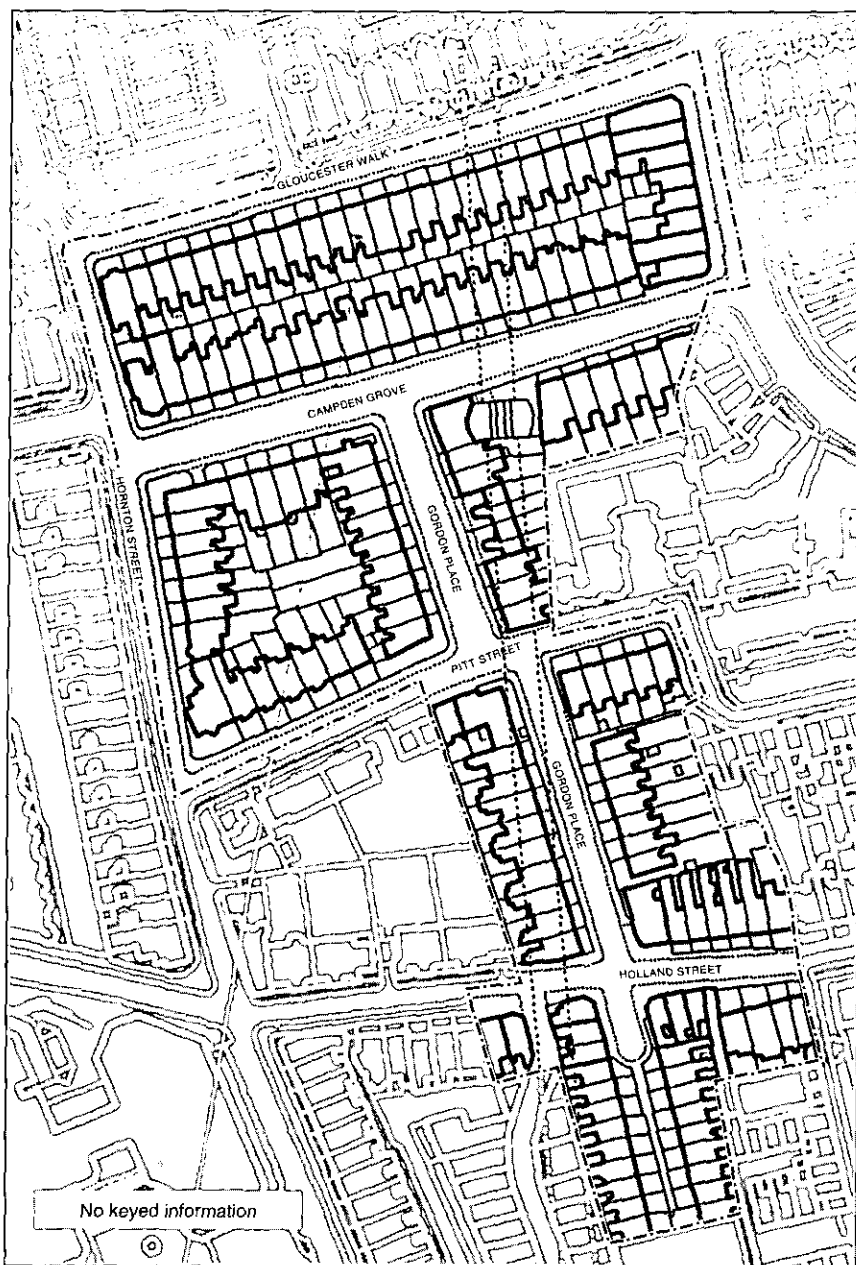 GLOUCESTER WALK
CAMPDEN GROVE
HORNTON STREET
GORDON PLACE
PITT STREET
GORDON PLACE
HOLLAND STREET
No keyed information